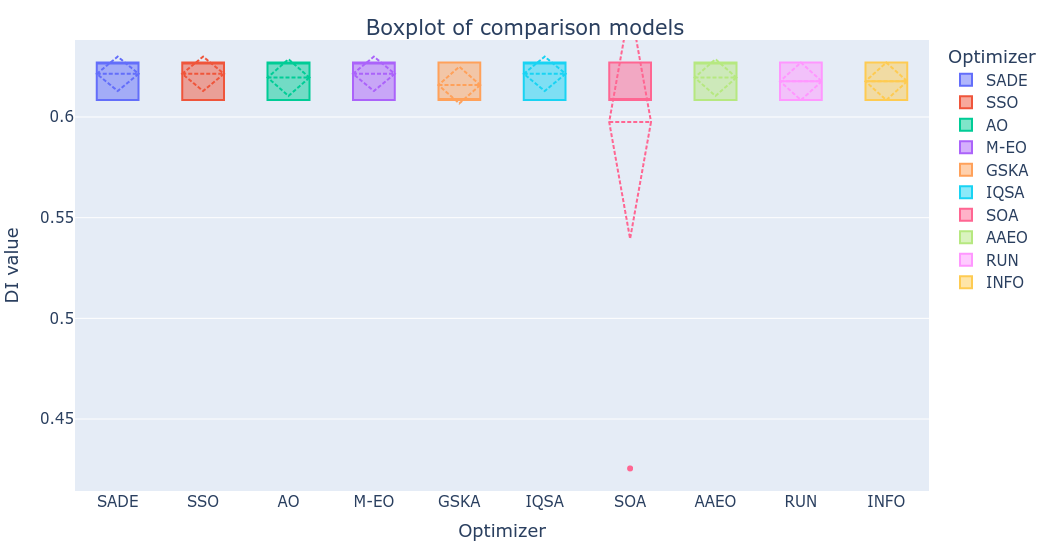 Boxplot of comparison models
DI value
0.6
0.55
0.5
0.45
SADE
SSO
AO
M-EO
GSKA
IQSA
SOA
AAEO
RUN
INFO
Optimizer
Optimizer
SADE
SSO
AO
M-EO
GSKA
IQSA
SOA
AAEO
RUN
INFO